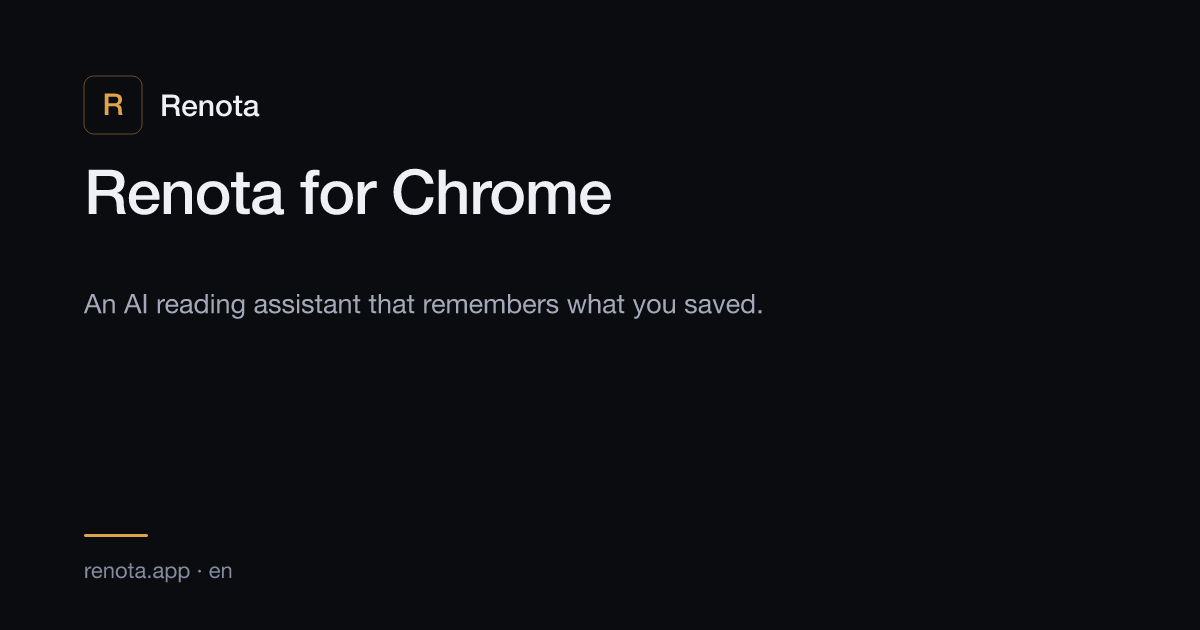 R
Renota
Renota for Chrome
An AI reading assistant that remembers what you saved.
renota.app · en